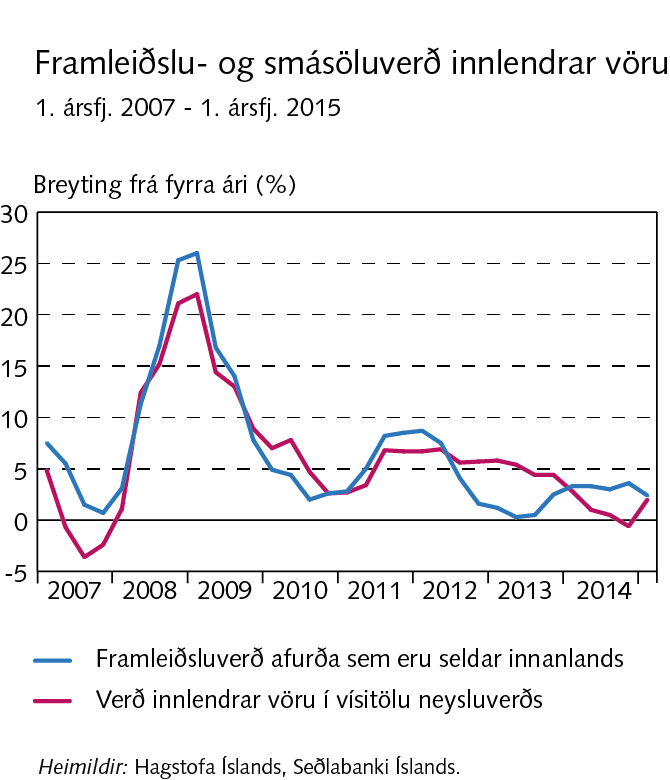 Framleiðslu- og smásöluverð innlendrar vöru
1. ársfj. 2007 - 1. ársfj. 2015
Breyting frá fyrra ári (%)
30
25
20
15
10
5
0
-5
2007 2008 2009 2010 2011 2012 2013 2014
Framleiðsluverð afurða sem eru seldar innanlands
Verð innlendrar vöru í vísitölu neysluverðs
Heimildir: Hagstofa Íslands, Seðlabanki Íslands.